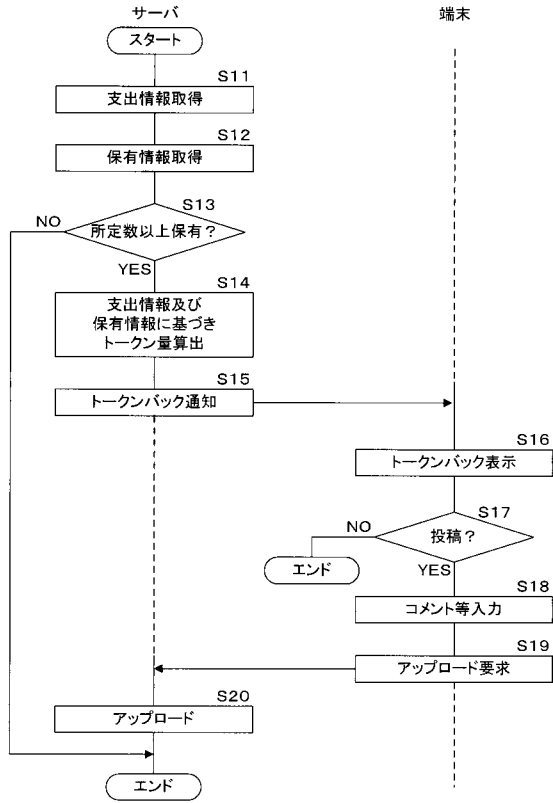 サーバ
端末
スタート
S11
支出情報取得
S12
保有情報取得
S13
所定数以上保有?
NO
YES
S14
支出情報及び
保有情報に基づき
トークン量算出
S15
トークンバック通知
S16
トークンバック表示
S17
投稿?
NO
エンド
YES
S18
コメント等入力
S19
アップロード要求
S20
アップロード
エンド